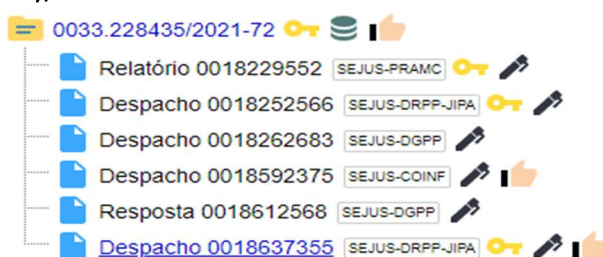 0033.228435/2021-72
Relatório 0018229552 SEJUS-PRAMC
Despacho 0018252566 SEJUS-DRPP-JIPA
Despacho 0018262683 SEJUS-DGPP
Despacho 0018592375 SEJUS-COINF
Resposta 0018612568 SEJUS-DGPP
Despacho 0018637355 SEJUS-DRPP-JIPA